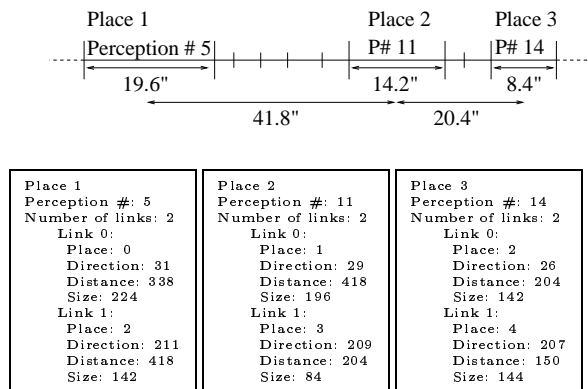 Place 1 Place 2 Place 3
Perception # 5 P# 11 P# 14
19.6" 14.2" 8.4"
41.8" 20.4"
Place 1
Perception #: 5
Number of links: 2
Link 0:
Place: 0
Direction: 31
Distance: 338
Size: 224
Link 1:
Place: 2
Direction: 211
Distance: 418
Size: 142
Place 2
Perception #: 11
Number of links: 2
Link 0:
Place: 1
Direction: 29
Distance: 418
Size: 196
Link 1:
Place: 3
Direction: 209
Distance: 204
Size: 84
Place 3
Perception #: 14
Number of links: 2
Link 0:
Place: 2
Direction: 26
Distance: 204
Size: 142
Link 1:
Place: 4
Direction: 207
Distance: 150
Size: 144